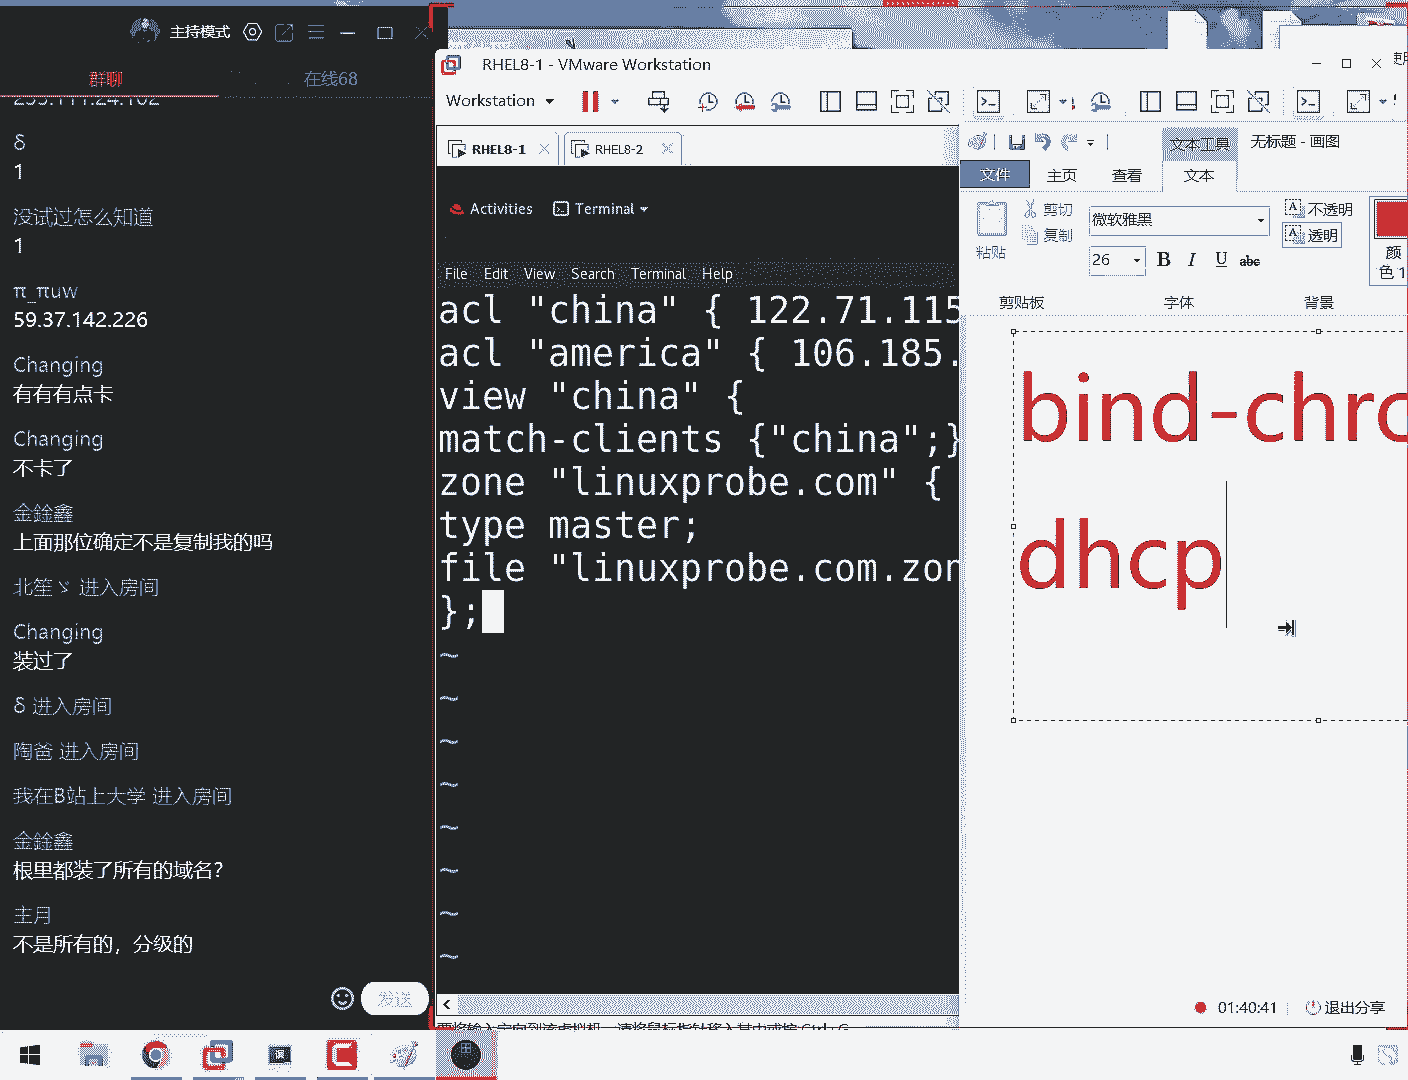 主持模式
群聊
在线68
δ
1
没试过怎么知道
1
π_πuw
59.37.142.226
Changing
有有有点卡
Changing
不卡了
金鍂鑫
上面那位确定不是复制我的吗
北笙ゞ 进入房间
Changing
装过了
δ 进入房间
陶爸 进入房间
我在B站上大学 进入房间
金鍂鑫
根里都装了所有的域名？
主月
不是所有的，分级的
发送
RHEL8-1 - VMware Workstation
Workstation
RHEL8-1
RHEL8-2
Activities
Terminal
File Edit View Search Terminal Help
acl "china" { 122.71.115
acl "america" { 106.185.
view "china" {
match-clients {"china";}
zone "linuxprobe.com" {
type master;
file "linuxprobe.com.zon
};
~
~
~
~
~
~
~
~
文本工具
无标题 - 画图
文件
主页
查看
文本
粘贴
剪切
复制
微软雅黑
26
B I U abc
不透明
透明
颜
色 1
剪贴板
字体
背景
bind-chro
dhcp
01:40:41
退出分享